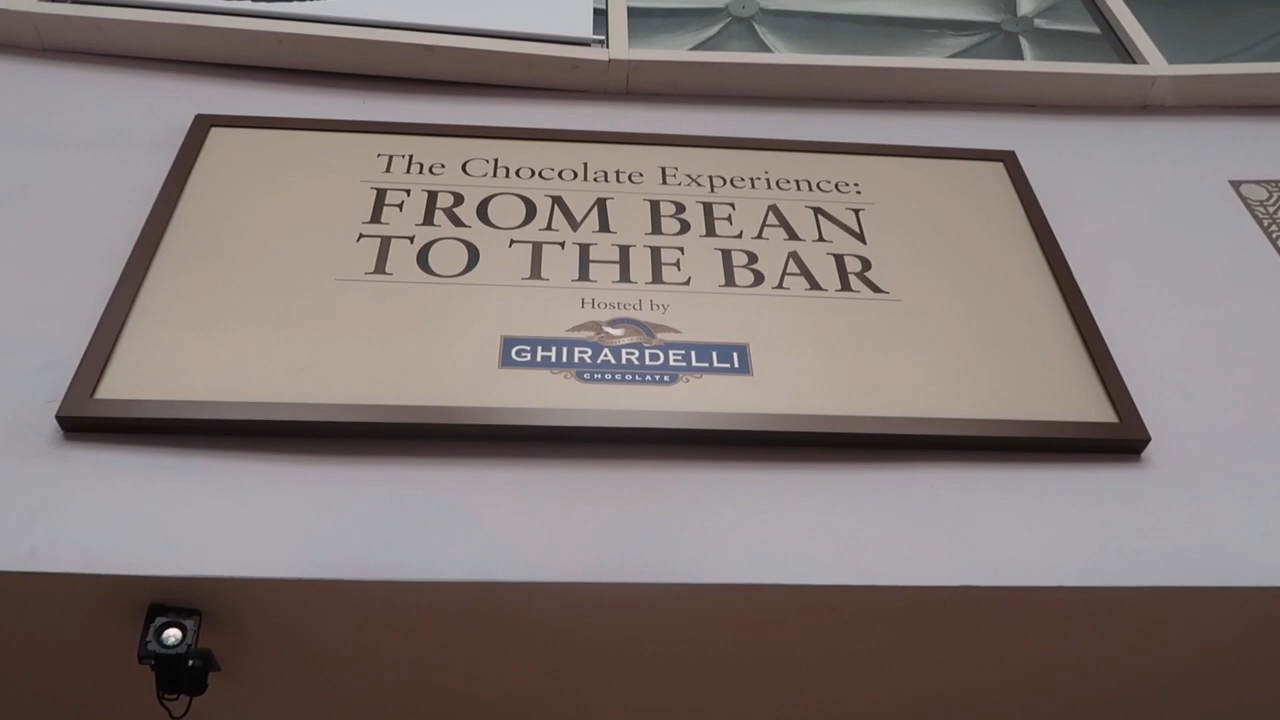 The Chocolate Experience:
FROM BEAN
TO THE BAR
Hosted by
GHIRARDELLI
CHOCOLATE